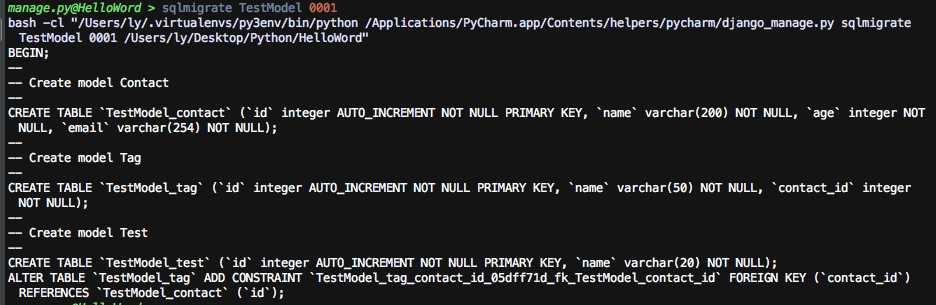 manage.py@HelloWord > sqlmigrate TestModel 0001
bash -cl "/Users/ly/.virtualenvs/py3env/bin/python /Applications/PyCharm.app/Contents/helpers/pycharm/django_manage.py sqlmigrate
TestModel 0001 /Users/ly/Desktop/Python/HelloWord"
BEGIN;
--
-- Create model Contact
--
CREATE TABLE `TestModel_contact` (`id` integer AUTO_INCREMENT NOT NULL PRIMARY KEY, `name` varchar(200) NOT NULL, `age` integer NOT
NULL, `email` varchar(254) NOT NULL);
--
-- Create model Tag
--
CREATE TABLE `TestModel_tag` (`id` integer AUTO_INCREMENT NOT NULL PRIMARY KEY, `name` varchar(50) NOT NULL, `contact_id` integer
NOT NULL);
--
-- Create model Test
--
CREATE TABLE `TestModel_test` (`id` integer AUTO_INCREMENT NOT NULL PRIMARY KEY, `name` varchar(20) NOT NULL);
ALTER TABLE `TestModel_tag` ADD CONSTRAINT `TestModel_tag_contact_id_05dff71d_fk_TestModel_contact_id` FOREIGN KEY (`contact_id`)
REFERENCES `TestModel_contact` (`id`);